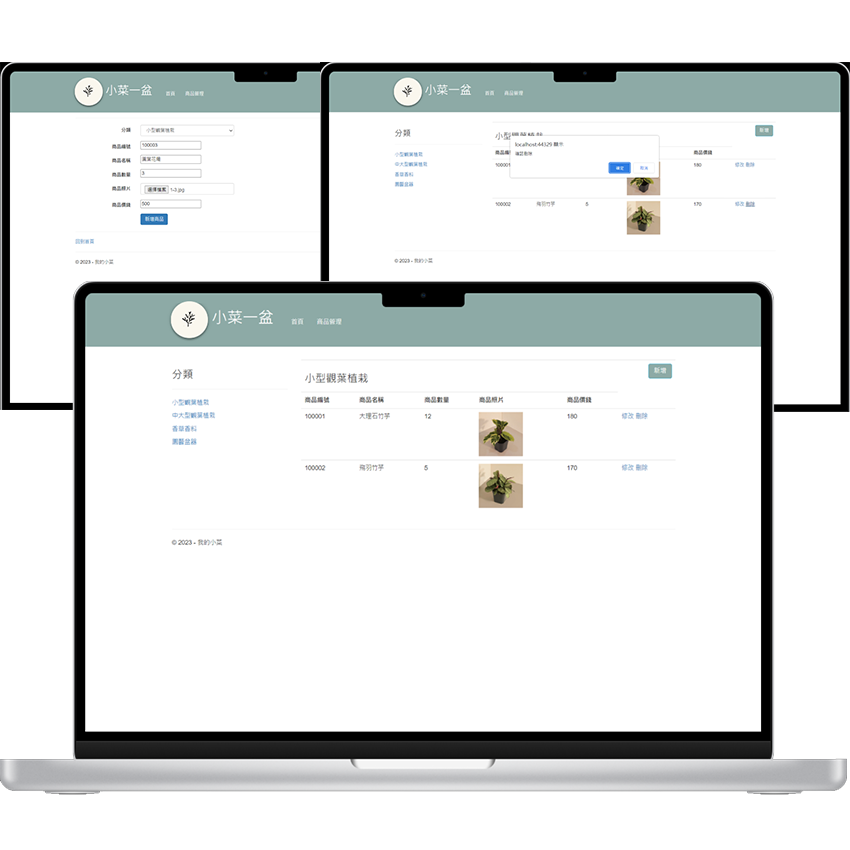 小菜一盆 首頁 商品管理
分類 小型觀葉植栽
商品編號 100003
商品名稱
商品數量 3
商品照片 選擇檔案 1-3.jpg
商品價錢 500
新增商品
回到首頁
© 2023 - 我的小菜
小菜一盆 首頁 商品管理
分類
小型觀葉植栽
中大型觀葉植栽
香草香料
園藝盆器
小型觀葉植栽 新增
localhost:44329 顯示
確認刪除
確定 取消
商品價錢
100001 180 修改 刪除
100002 飛羽竹芋 5 170 修改 刪除
© 2023 - 我的小菜
小菜一盆 首頁 商品管理
分類
小型觀葉植栽
中大型觀葉植栽
香草香料
園藝盆器
小型觀葉植栽 新增
商品編號 商品名稱 商品數量 商品照片 商品價錢
100001 大理石竹芋 12 180 修改 刪除
100002 飛羽竹芋 5 170 修改 刪除
© 2023 - 我的小菜